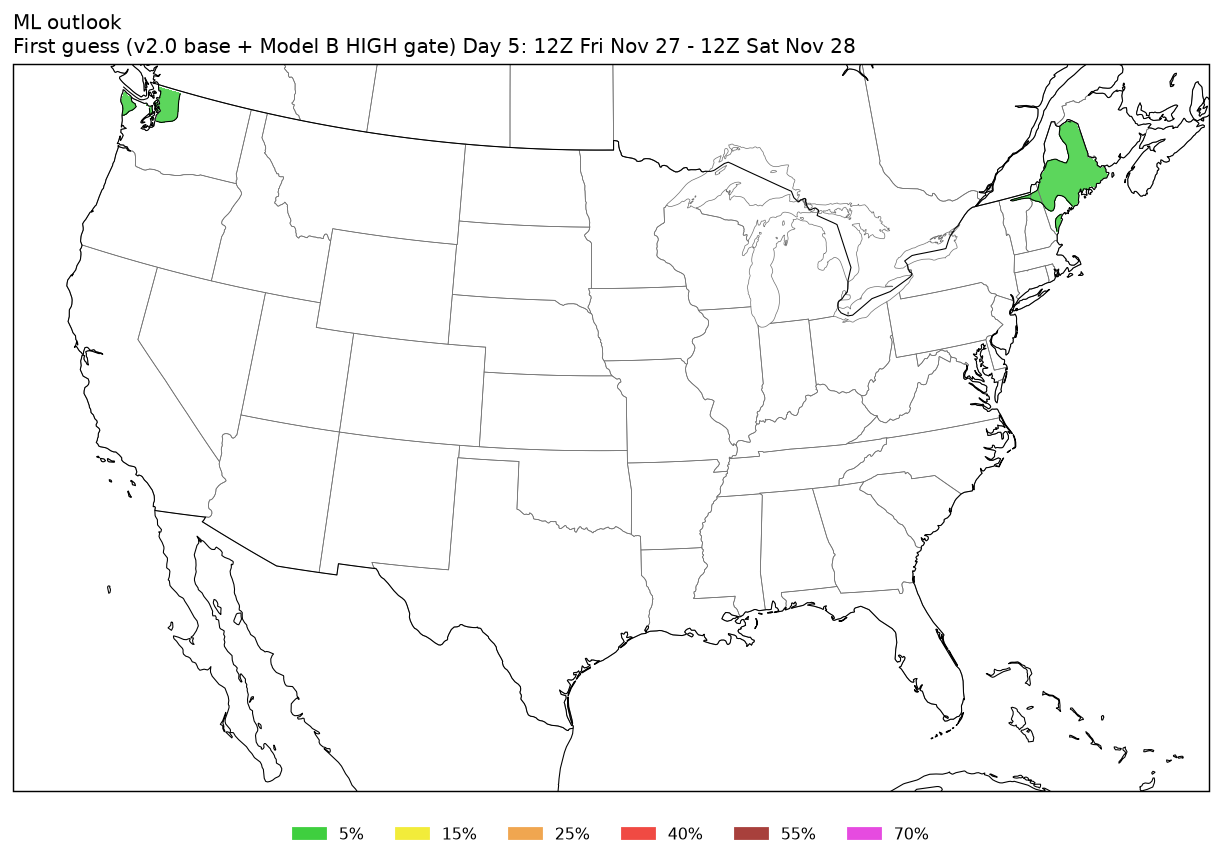 ML outlook
First guess (v2.0 base + Model B HIGH gate) Day 5: 12Z Fri Nov 27 - 12Z Sat Nov 28
5% 15% 25% 40% 55% 70%